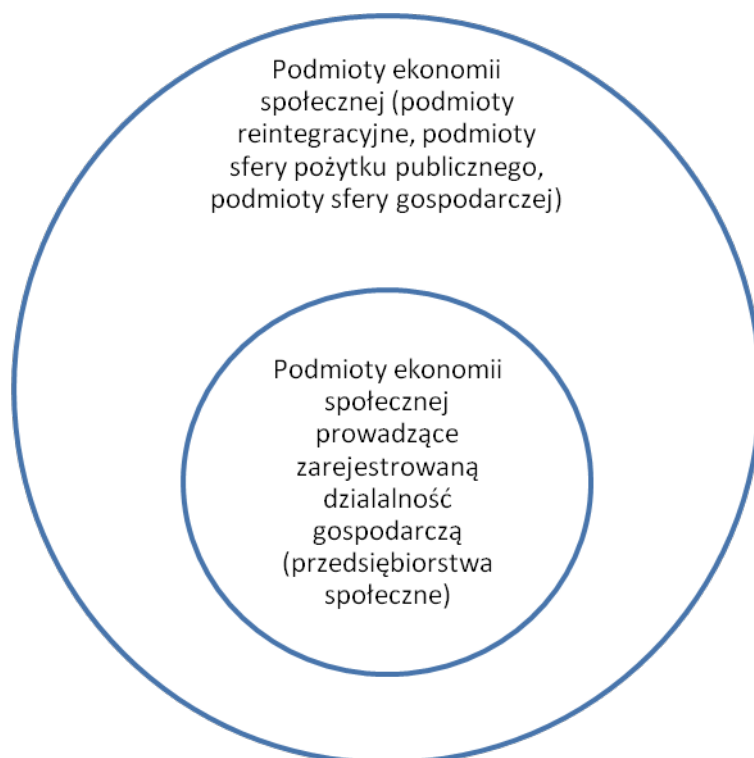 Podmioty ekonomii
społecznej (podmioty
reintegracyjne, podmioty
sfery pożytku publicznego,
podmioty sfery gospodarczej)
Podmioty ekonomii
społecznej
prowadzące
zarejestrowaną
dzialalność
gospodarczą
(przedsiębiorstwa
społeczne)